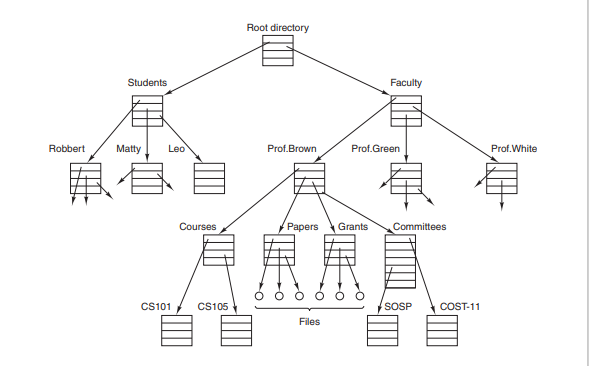 Root directory
Students Faculty
Robbert Matty Leo Prof.Brown Prof.Green Prof.White
Courses Papers Grants Committees
CS101 CS105 SOSP COST-11
Files